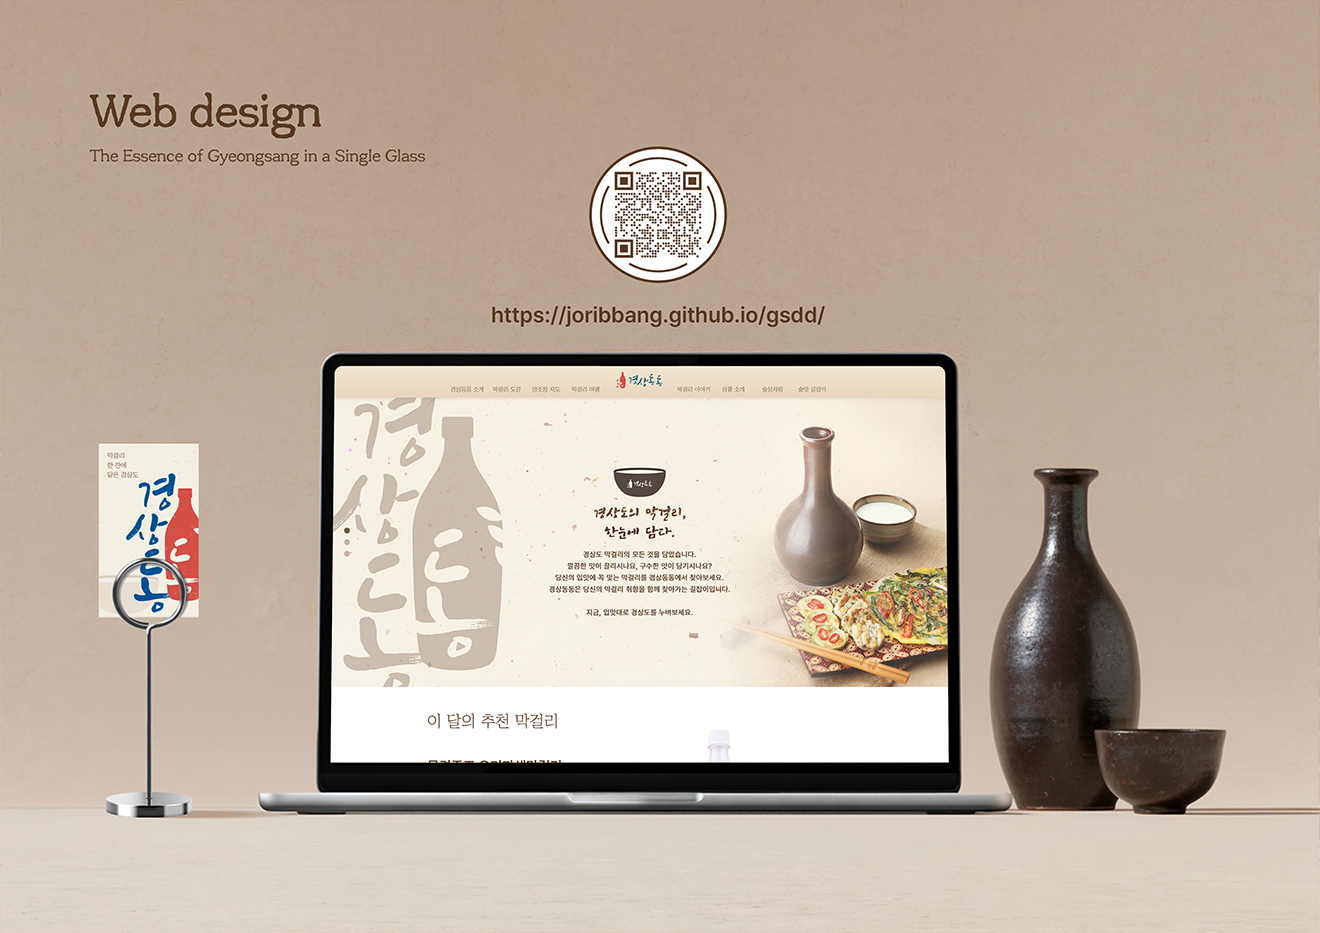 Web design
The Essence of Gyeongsang in a Single Glass
https://joribbang.github.io/gsdd/
막걸리
한 잔에
담은 경상도
경상동동
경상동동 소개 막걸리 도감 양조장 지도 막걸리 여행 경상동동 막걸리 이야기 상품 소개 술상차림 술맛 길잡이
경상동동
경상동동
경상도의 막걸리,
한눈에 담다.
경상도 막걸리의 모든 것을 담았습니다.
깔끔한 맛이 끌리시나요, 구수한 맛이 당기시나요?
당신의 입맛에 꼭 맞는 막걸리를 경상동동에서 찾아보세요.
경상동동은 당신의 막걸리 취향을 함께 찾아가는 길잡이입니다.
지금, 입맛대로 경상도를 누벼보세요.
이 달의 추천 막걸리